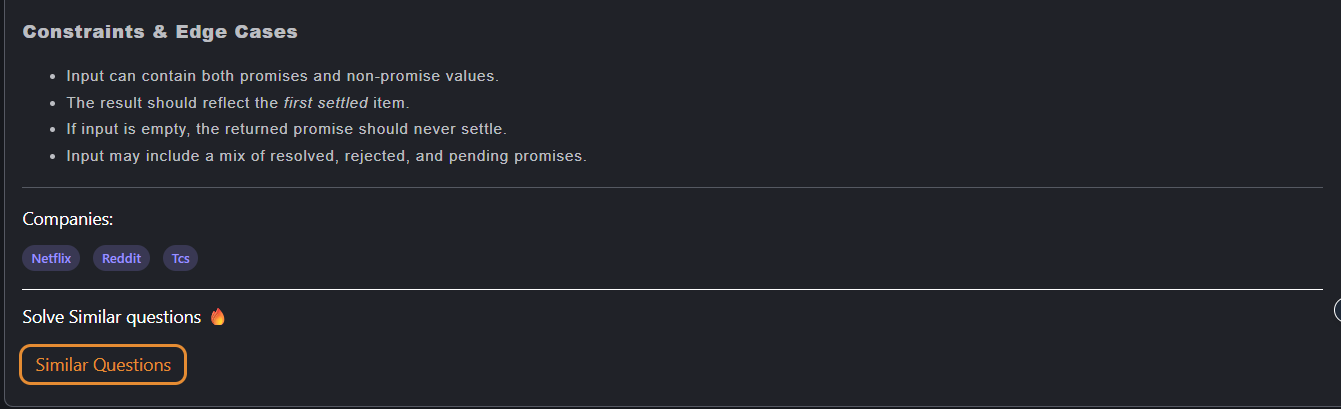 Constraints & Edge Cases
Input can contain both promises and non-promise values.
The result should reflect the first settled item.
If input is empty, the returned promise should never settle.
Input may include a mix of resolved, rejected, and pending promises.
Companies:
Netflix Reddit Tcs
Solve Similar questions 🔥
Similar Questions